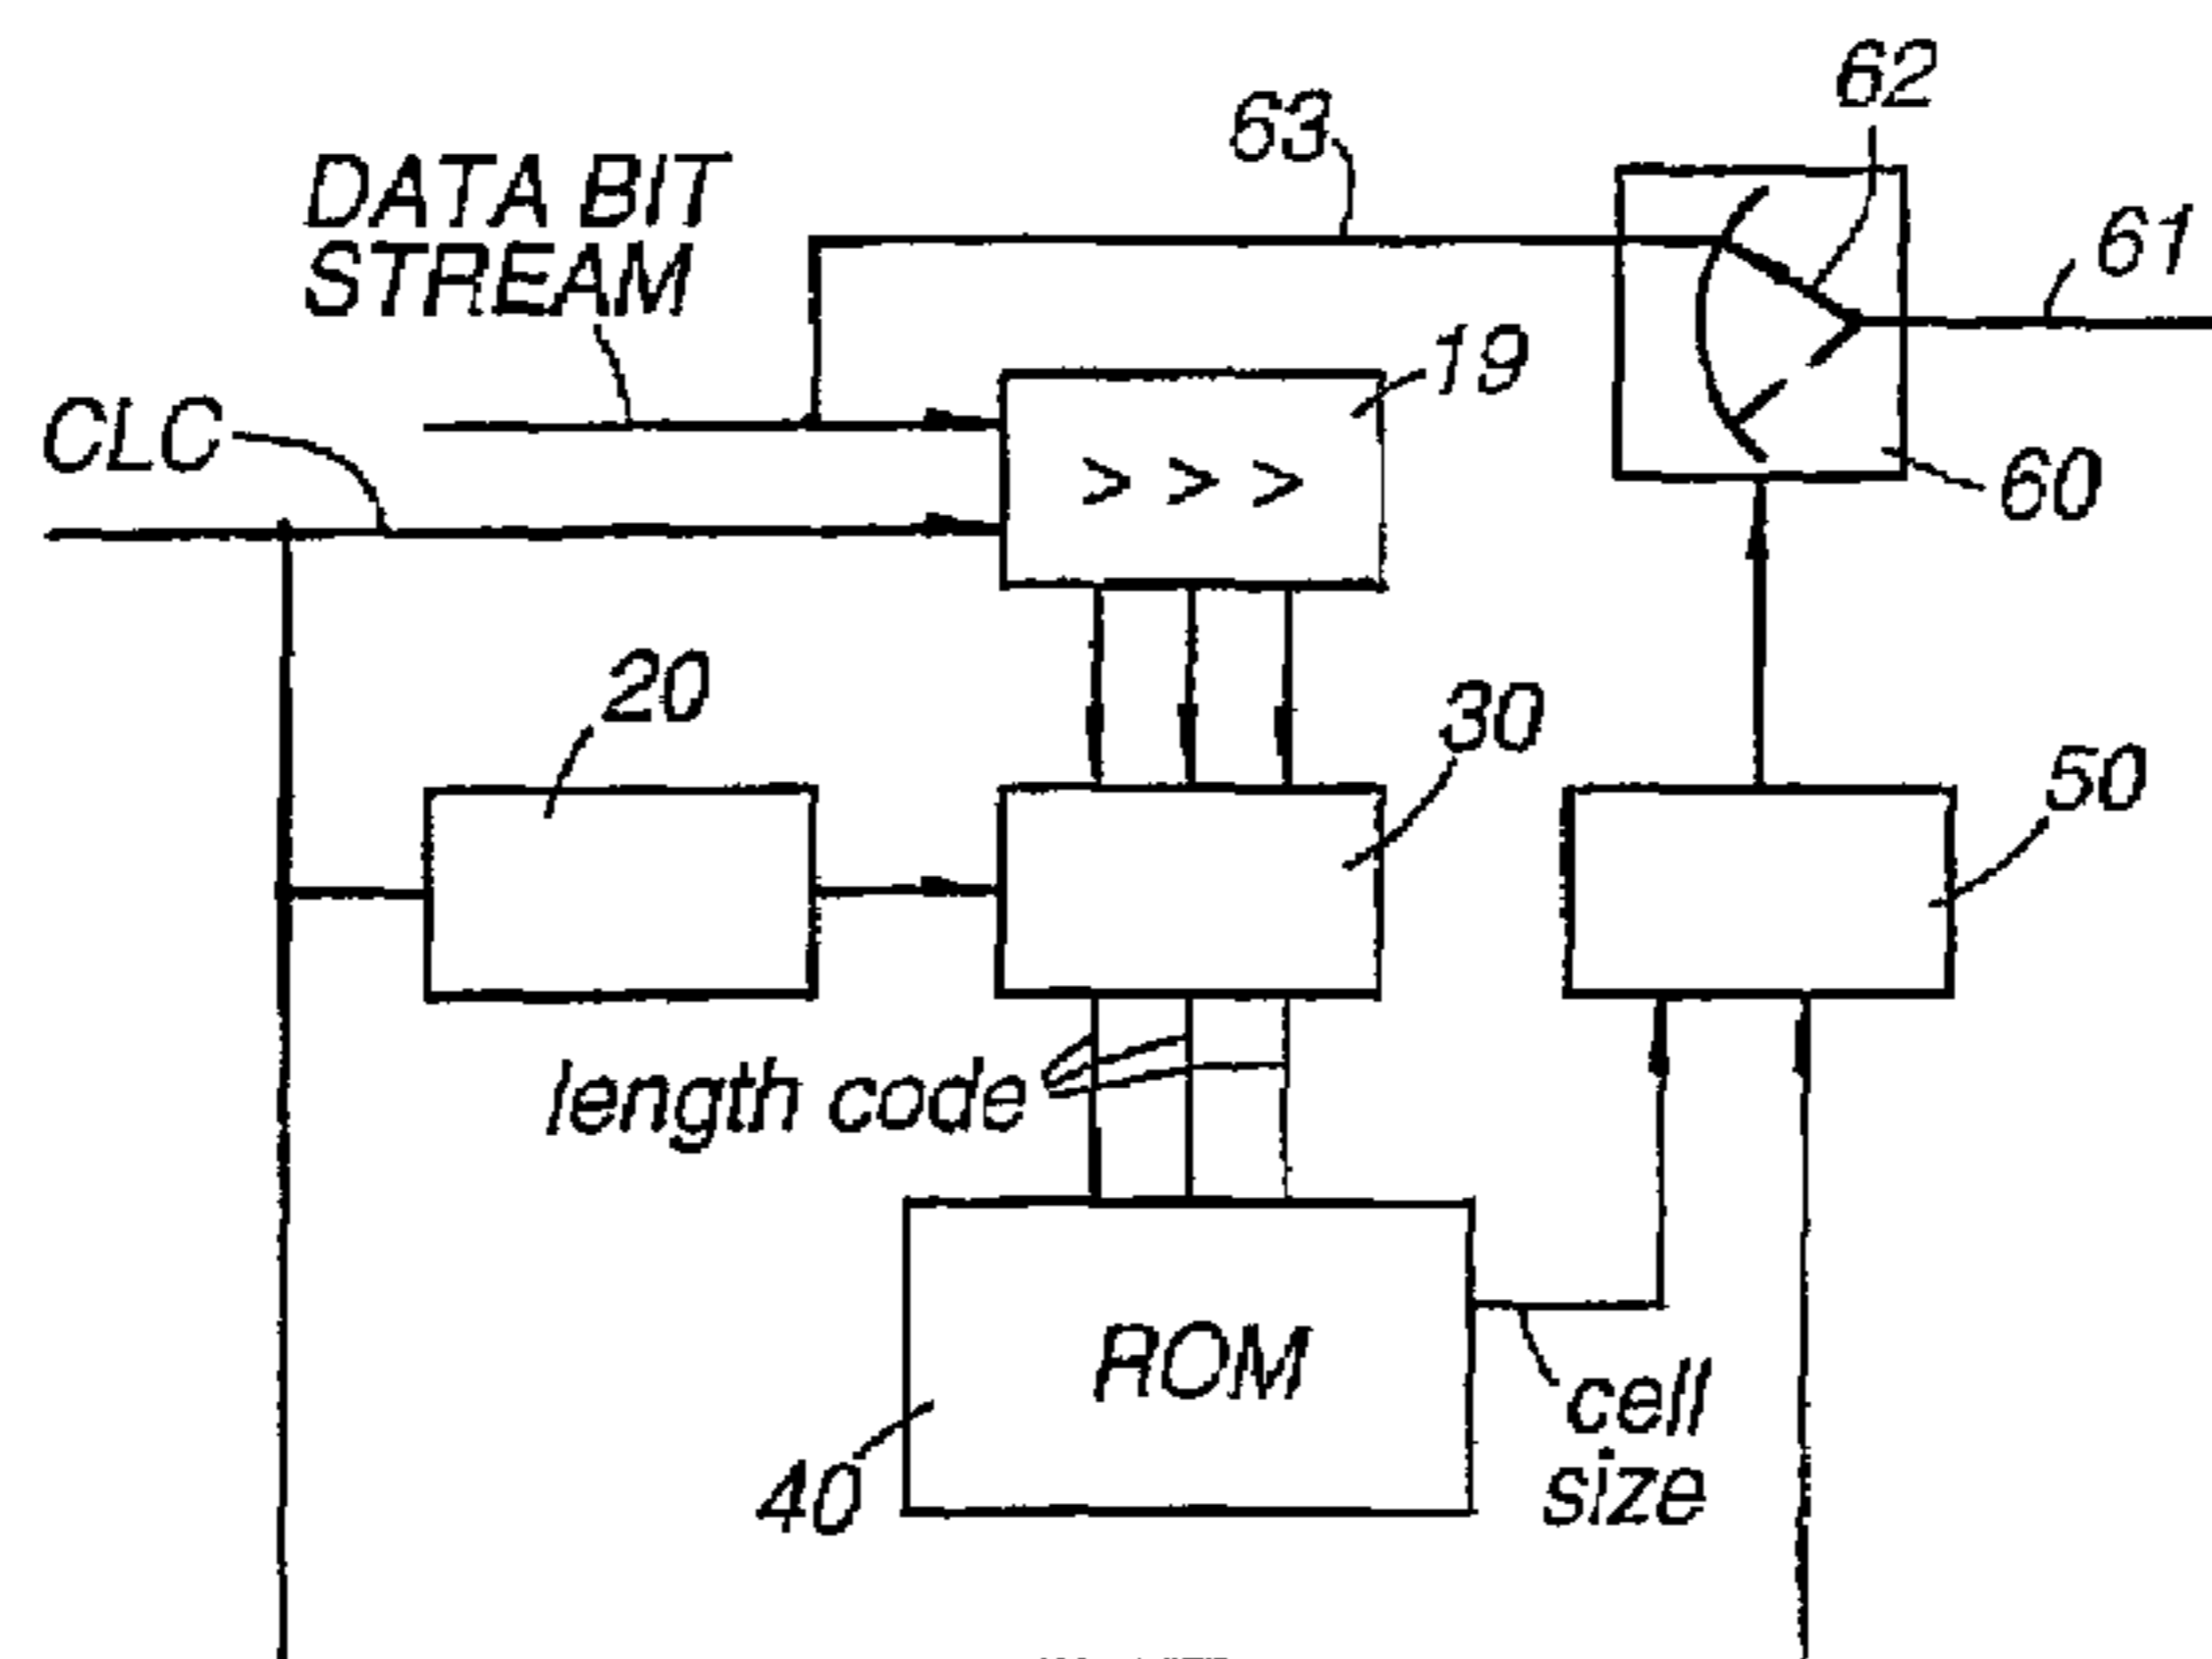 62
63
DATA BIT
STREAM
61
19
CLC
> > >
60
20
30
50
length code
ROM
cell
size
40